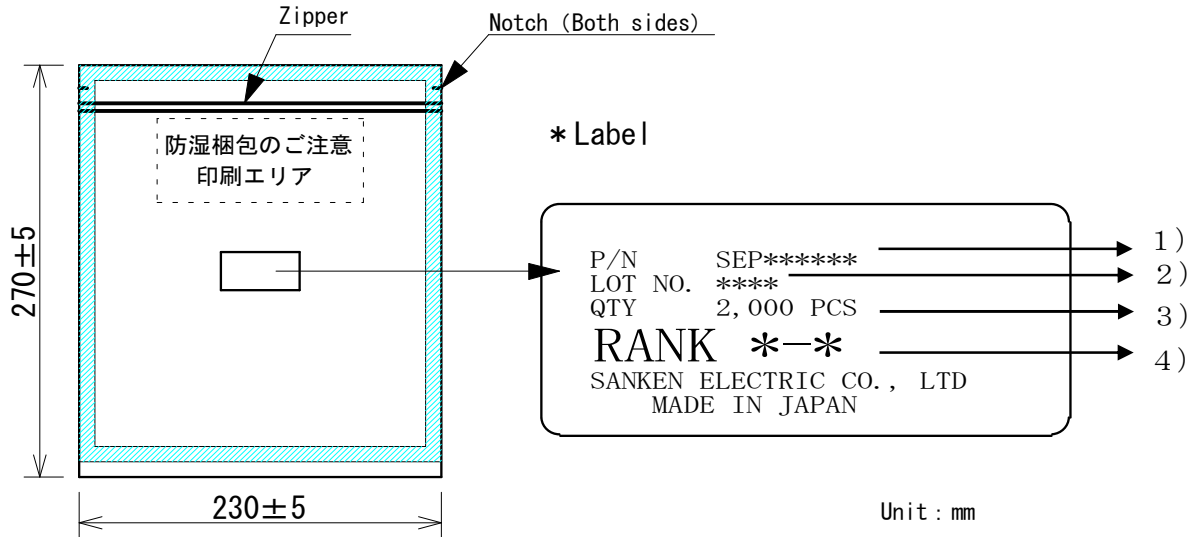 Zipper
Notch (Both sides)
防湿梱包のご注意
印刷エリア
270±5
230±5
*Label
P/N SEP******
LOT NO. ****
QTY 2,000 PCS
RANK *-*
SANKEN ELECTRIC CO., LTD
MADE IN JAPAN
1)
2)
3)
4)
Unit : mm